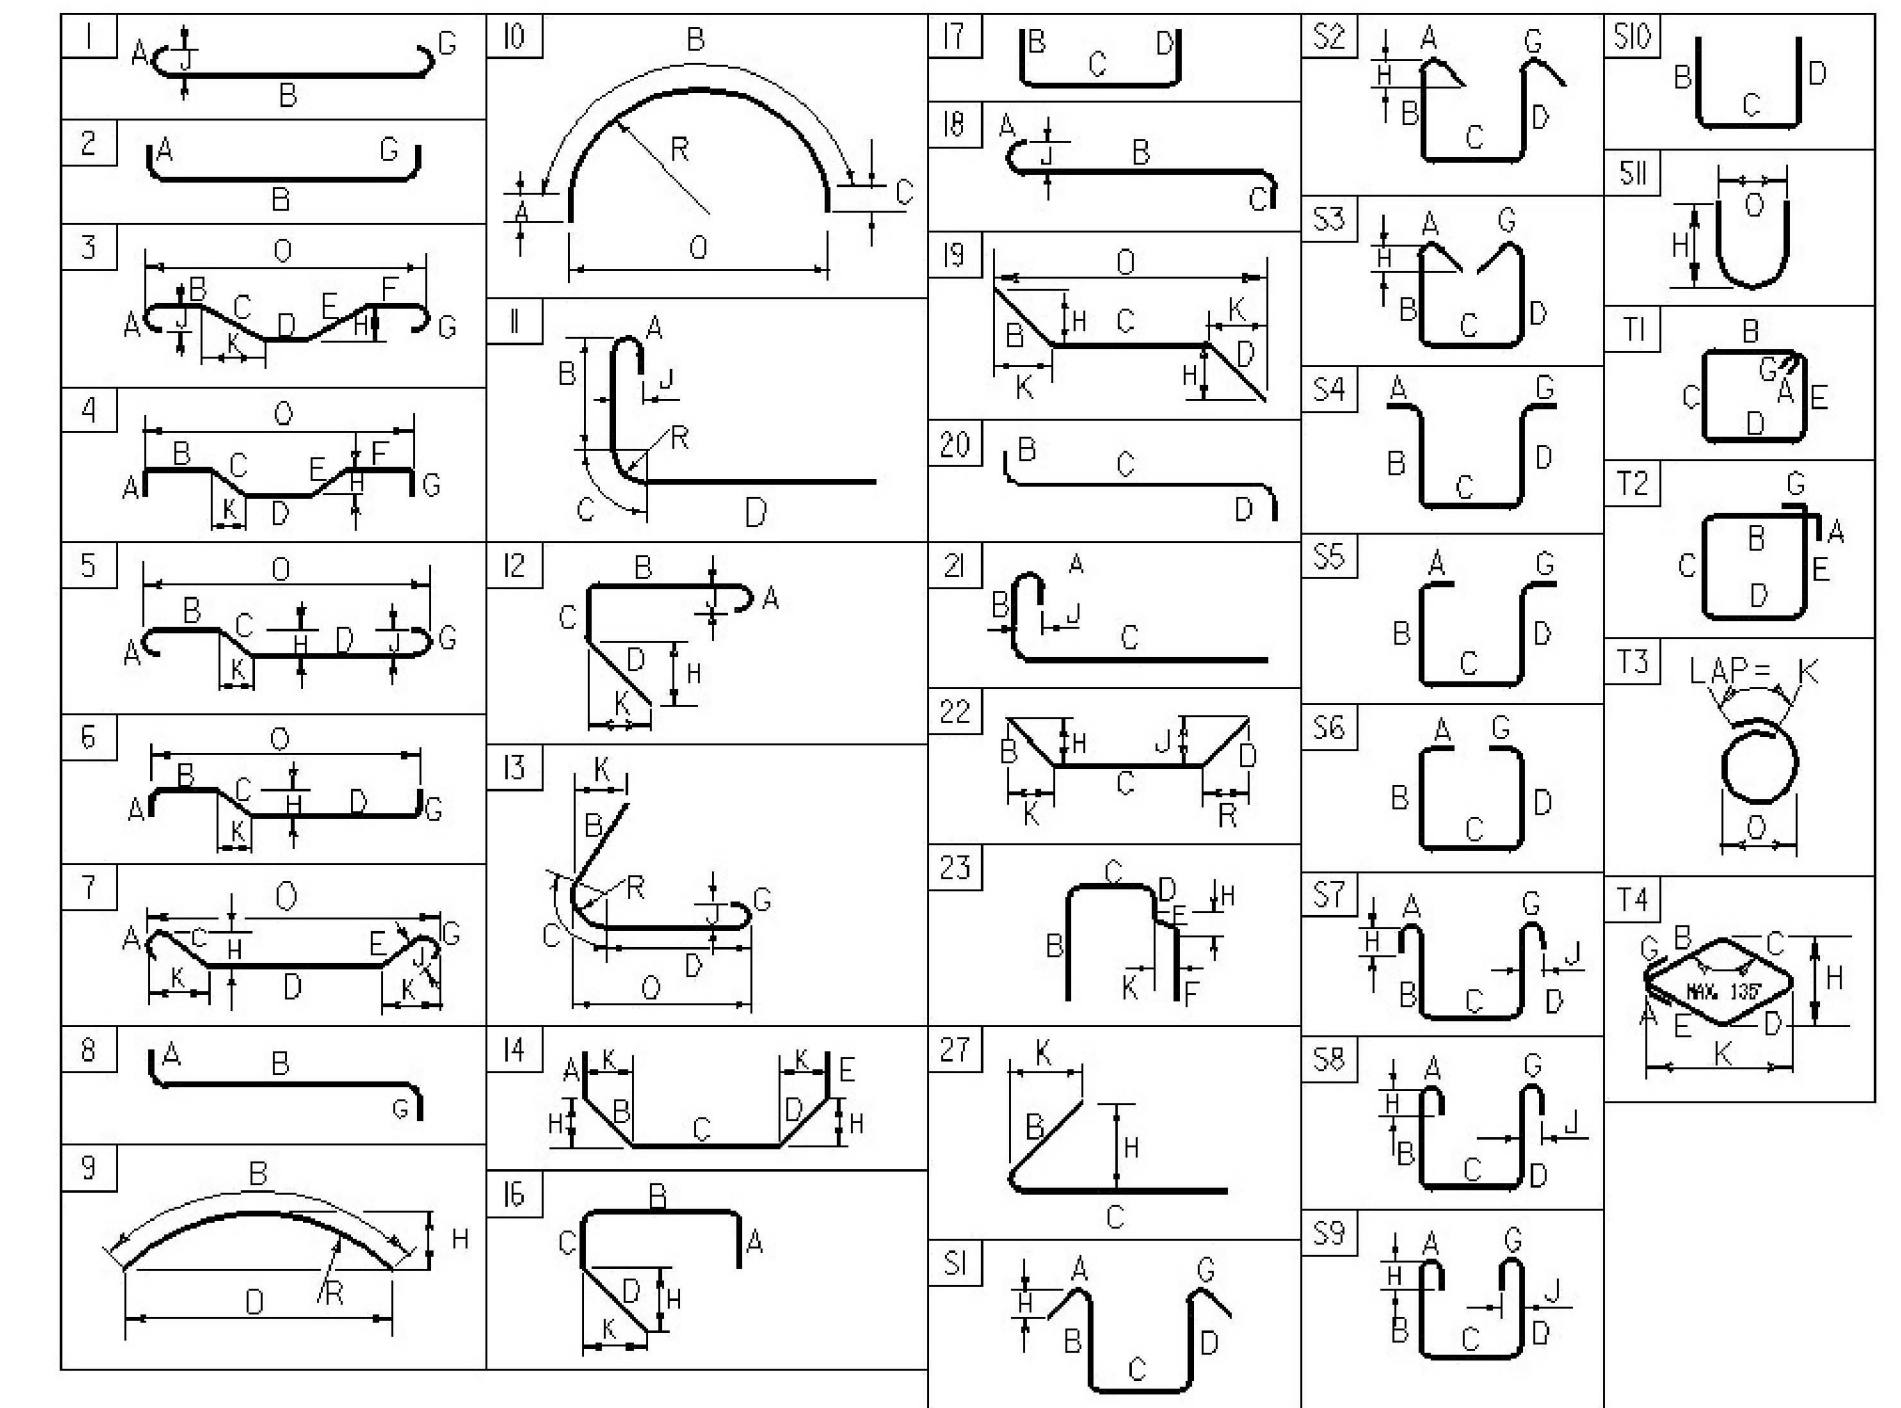 1
A J G
B
2
A G
B
3
O
B C E F
A J D H G
K
4
O
B C E F
A H G
K D
5
O
B C H D J
A G
K
6
O
B C H D
A G
K
7
O
A C H E G
J
K D K
8
A B
G
9
B
H
R
D
10
B
R
A C
O
11
A
B J
R
C D
12
B
J A
C
D H
K
13
K
B
R J G
C D
O
14
A K K E
H B C D H
16
B
C A
D H
K
17
B D
C
18
A J B
C
19
O
H C K
B D
K H
20
B C
D
21
A
B J
C
22
B H J D
C
K R
23
C
D H
E
B
K F
27
K
B H
C
S1
A G
H
B D
C
S2
A G
H
B D
C
S3
A G
H
B D
C
S4
A G
B D
C
S5
A G
B D
C
S6
A G
B D
C
S7
A G
H J
B C D
S8
A G
H J
B C D
S9
A G
H J
B C D
S10
B D
C
S11
O
H
T1
B
G
C A E
D
T2
G
B A
C E
D
T3
LAP = K
O
T4
G B C
MAX. 135° H
A E D
K